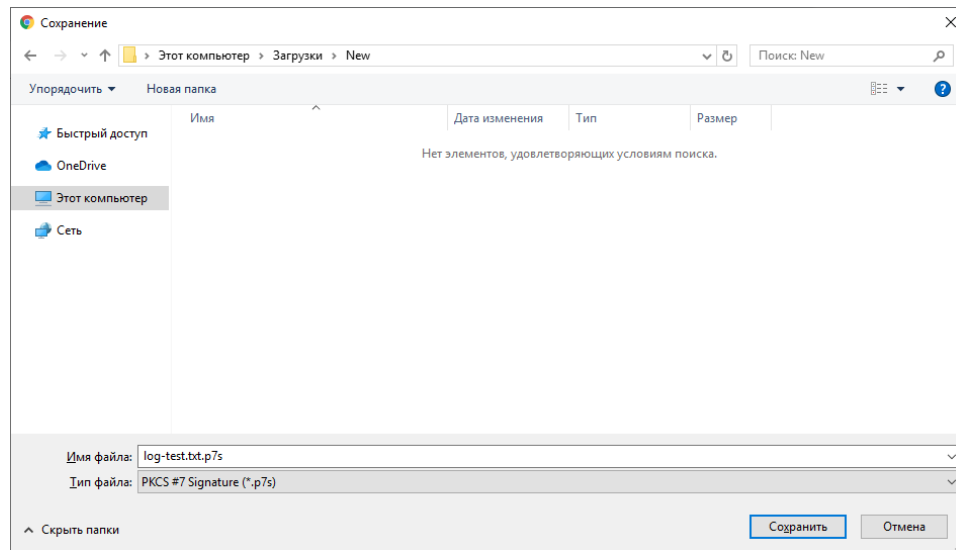 Сохранение
Этот компьютер › Загрузки › New
Поиск: New
Упорядочить
Новая папка
Имя
Дата изменения
Тип
Размер
Быстрый доступ
Нет элементов, удовлетворяющих условиям поиска.
OneDrive
Этот компьютер
Сеть
Имя файла: log-test.txt.p7s
Тип файла: PKCS #7 Signature (*.p7s)
Скрыть папки
Сохранить
Отмена